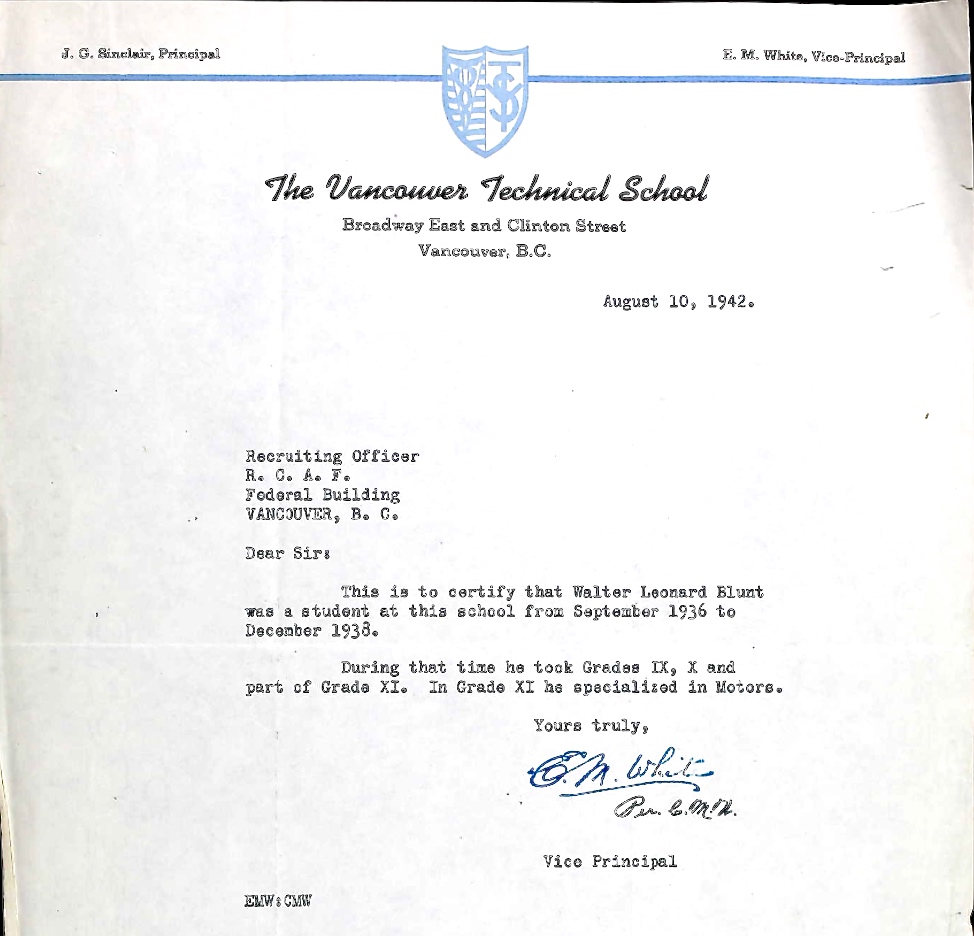 J. G. Sinclair, Principal
E. M. White, Vice-Principal
VTS
The Vancouver Technical School
Broadway East and Clinton Street
Vancouver, B.C.
August 10, 1942.
Recruiting Officer
R. C. A. F.
Federal Building
VANCOUVER, B. C.
Dear Sir:
This is to certify that Walter Leonard Blunt
was a student at this school from September 1936 to
December 1938.
During that time he took Grades IX, X and
part of Grade XI. In Grade XI he specialized in Motors.
Yours truly,
E. M. White
Per. C. M. W.
Vice Principal
EMW:CMW